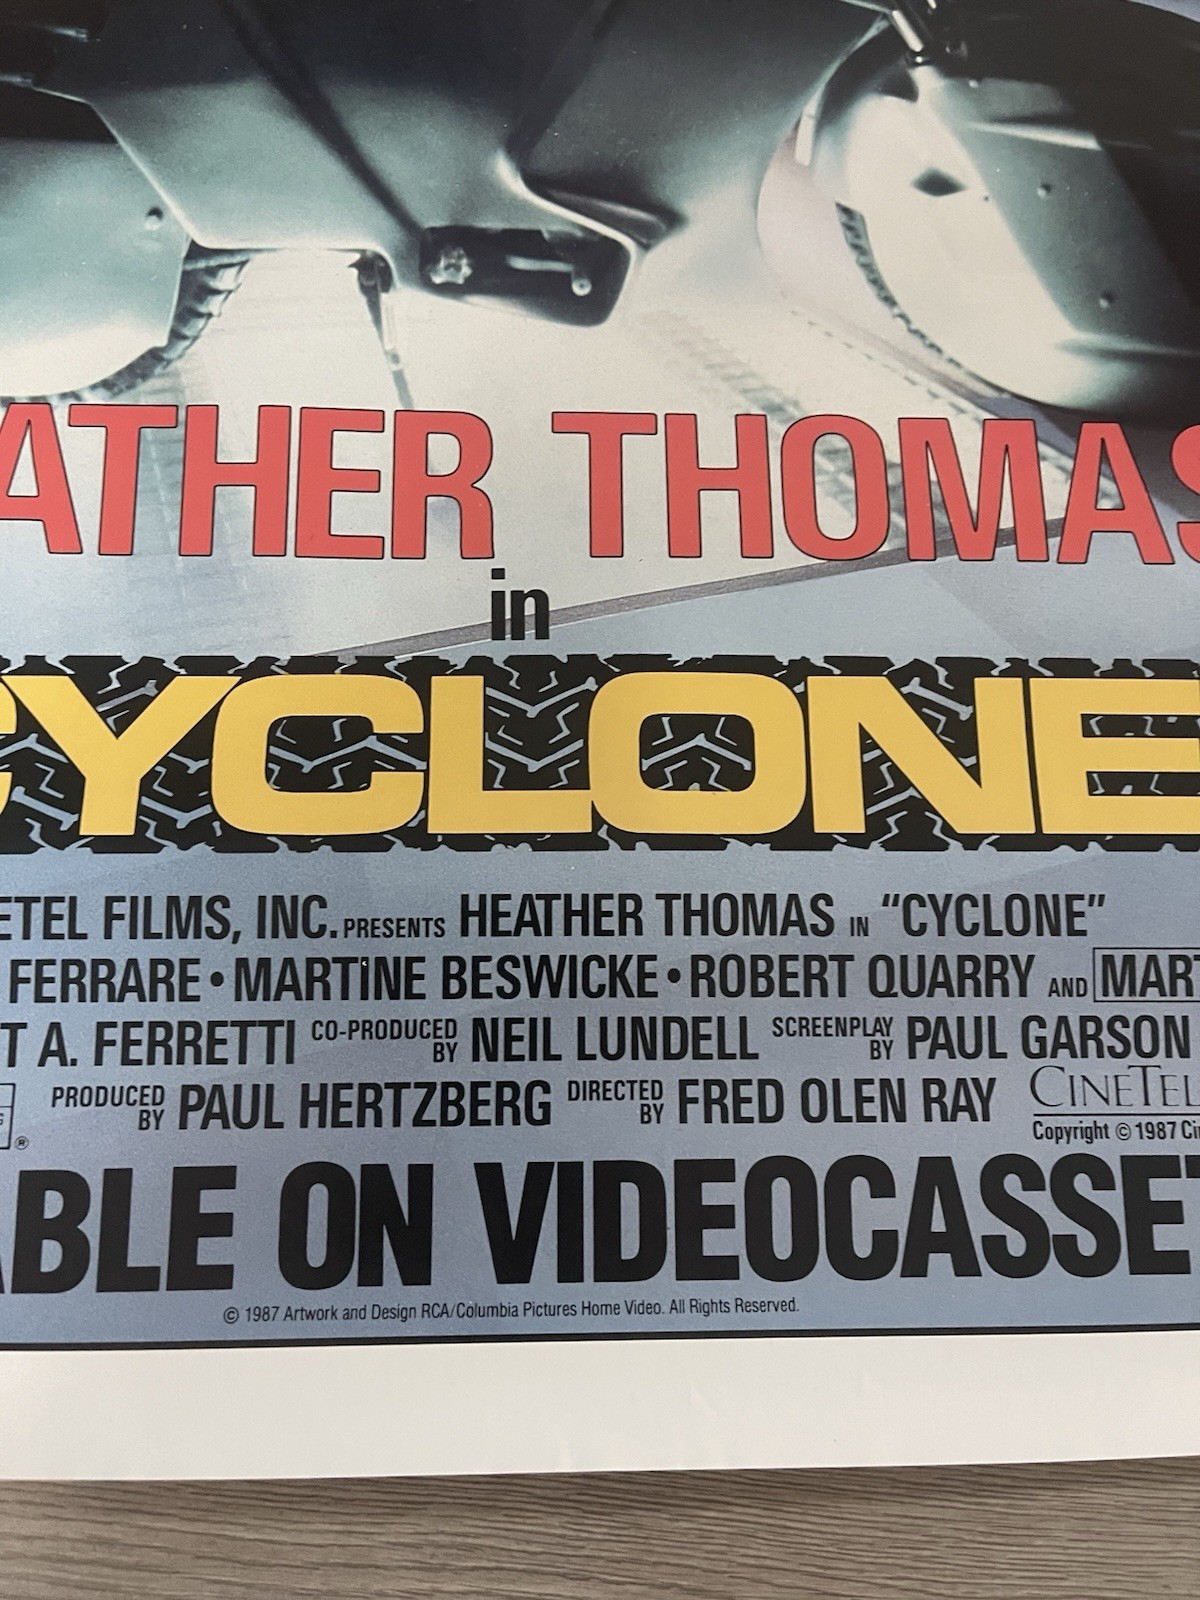 ATHER THOMAS
in
CYCLONE
ETEL FILMS, INC. PRESENTS HEATHER THOMAS IN "CYCLONE"
FERRARE • MARTINE BESWICKE • ROBERT QUARRY AND MART
T A. FERRETTI CO-PRODUCED BY NEIL LUNDELL SCREENPLAY BY PAUL GARSON
PRODUCED BY PAUL HERTZBERG DIRECTED BY FRED OLEN RAY CINETEL
® Copyright © 1987 Ci
ABLE ON VIDEOCASSET
© 1987 Artwork and Design RCA/Columbia Pictures Home Video. All Rights Reserved.